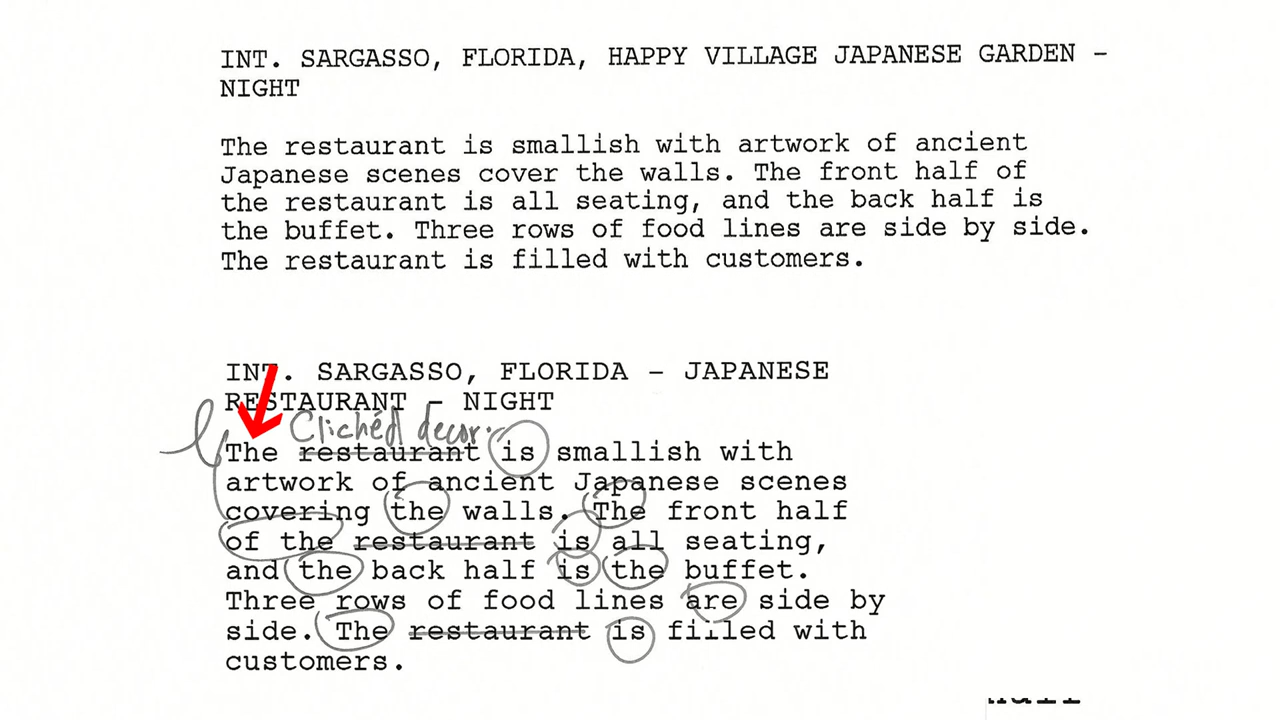 INT. SARGASSO, FLORIDA, HAPPY VILLAGE JAPANESE GARDEN –
NIGHT
The restaurant is smallish with artwork of ancient
Japanese scenes cover the walls. The front half of
the restaurant is all seating, and the back half is
the buffet. Three rows of food lines are side by side.
The restaurant is filled with customers.
INT. SARGASSO, FLORIDA – JAPANESE
RESTAURANT – NIGHT
Clichéd decor.
The restaurant is smallish with
artwork of ancient Japanese scenes
covering the walls. The front half
of the restaurant is all seating,
and the back half is the buffet.
Three rows of food lines are side by
side. The restaurant is filled with
customers.